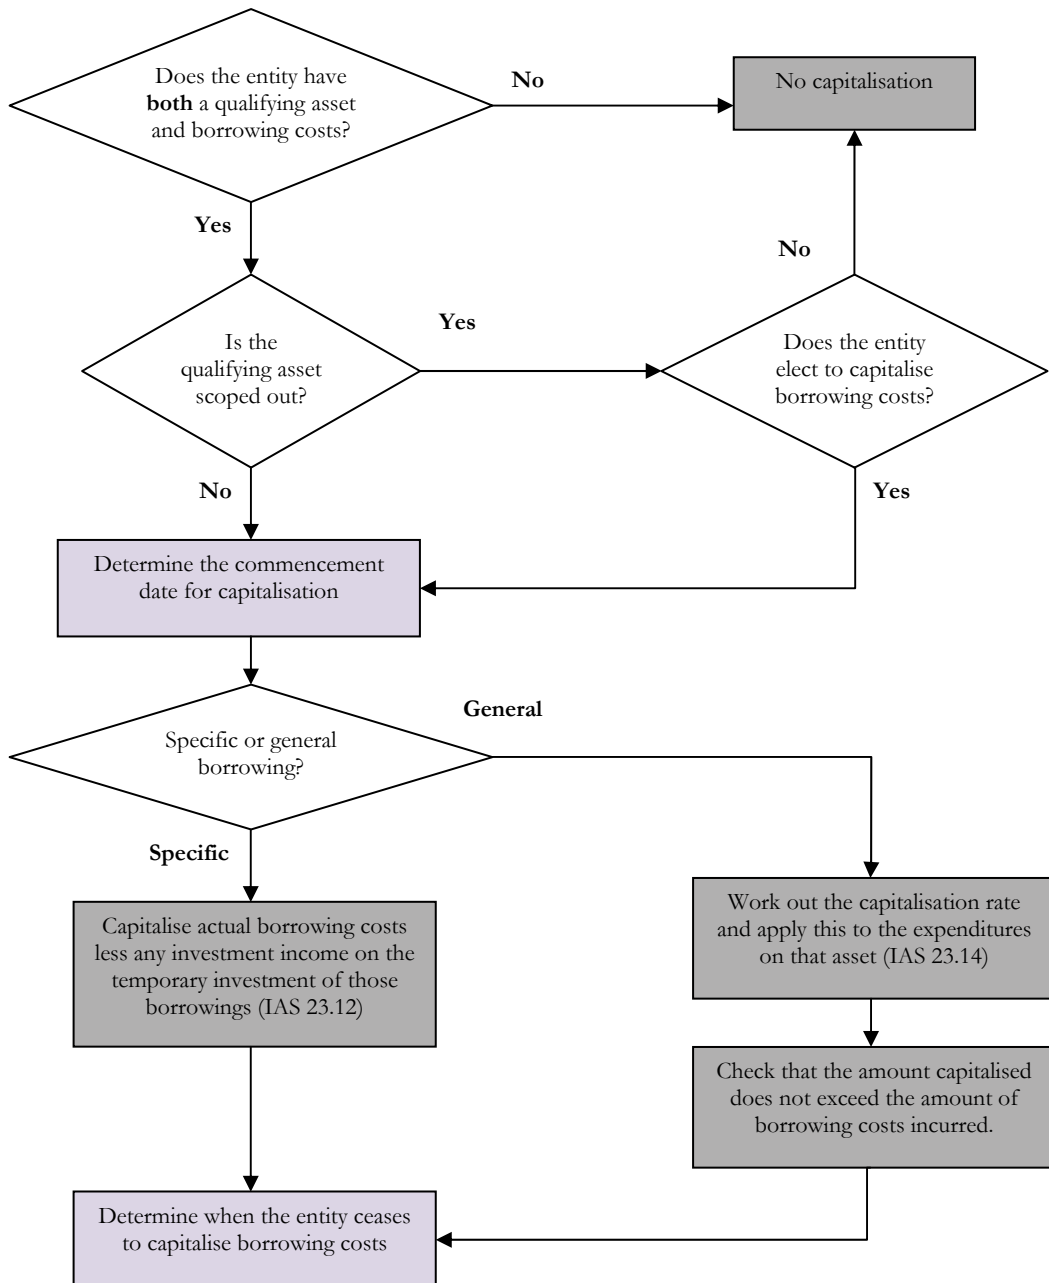 Does the entity have
both a qualifying asset
and borrowing costs?
No
No capitalisation
Yes
No
Is the
qualifying asset
scoped out?
Yes
Does the entity
elect to capitalise
borrowing costs?
No
Yes
Determine the commencement
date for capitalisation
Specific or general
borrowing?
General
Specific
Capitalise actual borrowing costs
less any investment income on the
temporary investment of those
borrowings (IAS 23.12)
Work out the capitalisation rate
and apply this to the expenditures
on that asset (IAS 23.14)
Check that the amount capitalised
does not exceed the amount of
borrowing costs incurred.
Determine when the entity ceases
to capitalise borrowing costs